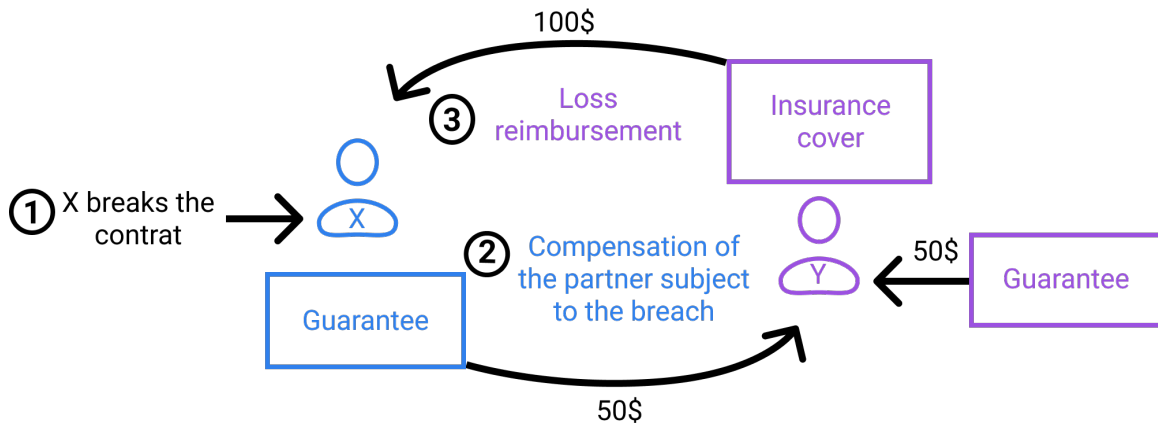 100$
3
Loss
reimbursement
Insurance
cover
1
X breaks the
contrat
X
2
Compensation of
the partner subject
to the breach
Y
50$
Guarantee
Guarantee
50$